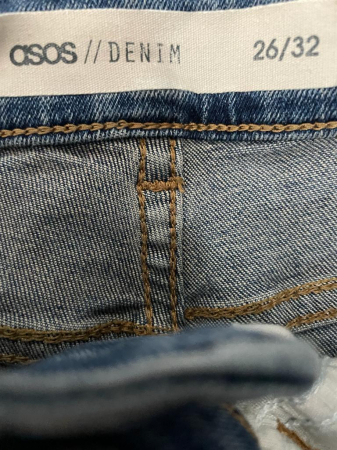 asos // DENIM 26/32